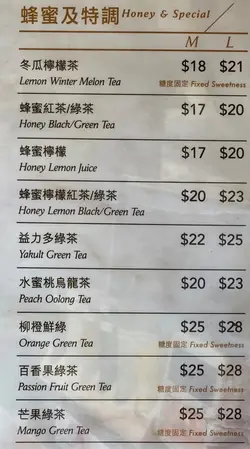 蜂蜜及特調 Honey & Special
M L
冬瓜檸檬茶 $18 $21
Lemon Winter Melon Tea 糖度固定 Fixed Sweetness
蜂蜜紅茶/綠茶 $17 $20
Honey Black/Green Tea
蜂蜜檸檬 $17 $20
Honey Lemon Juice
蜂蜜檸檬紅茶/綠茶 $20 $23
Honey Lemon Black/Green Tea
益力多綠茶 $22 $25
Yakult Green Tea
水蜜桃烏龍茶 $20 $23
Peach Oolong Tea
柳橙鮮綠 $25 $28
Orange Green Tea 糖度固定 Fixed Sweetness
百香果綠茶 $25 $28
Passion Fruit Green Tea 糖度固定 Fixed Sweetness
芒果綠茶 $25 $28
Mango Green Tea 糖度固定 Fixed Sweetness